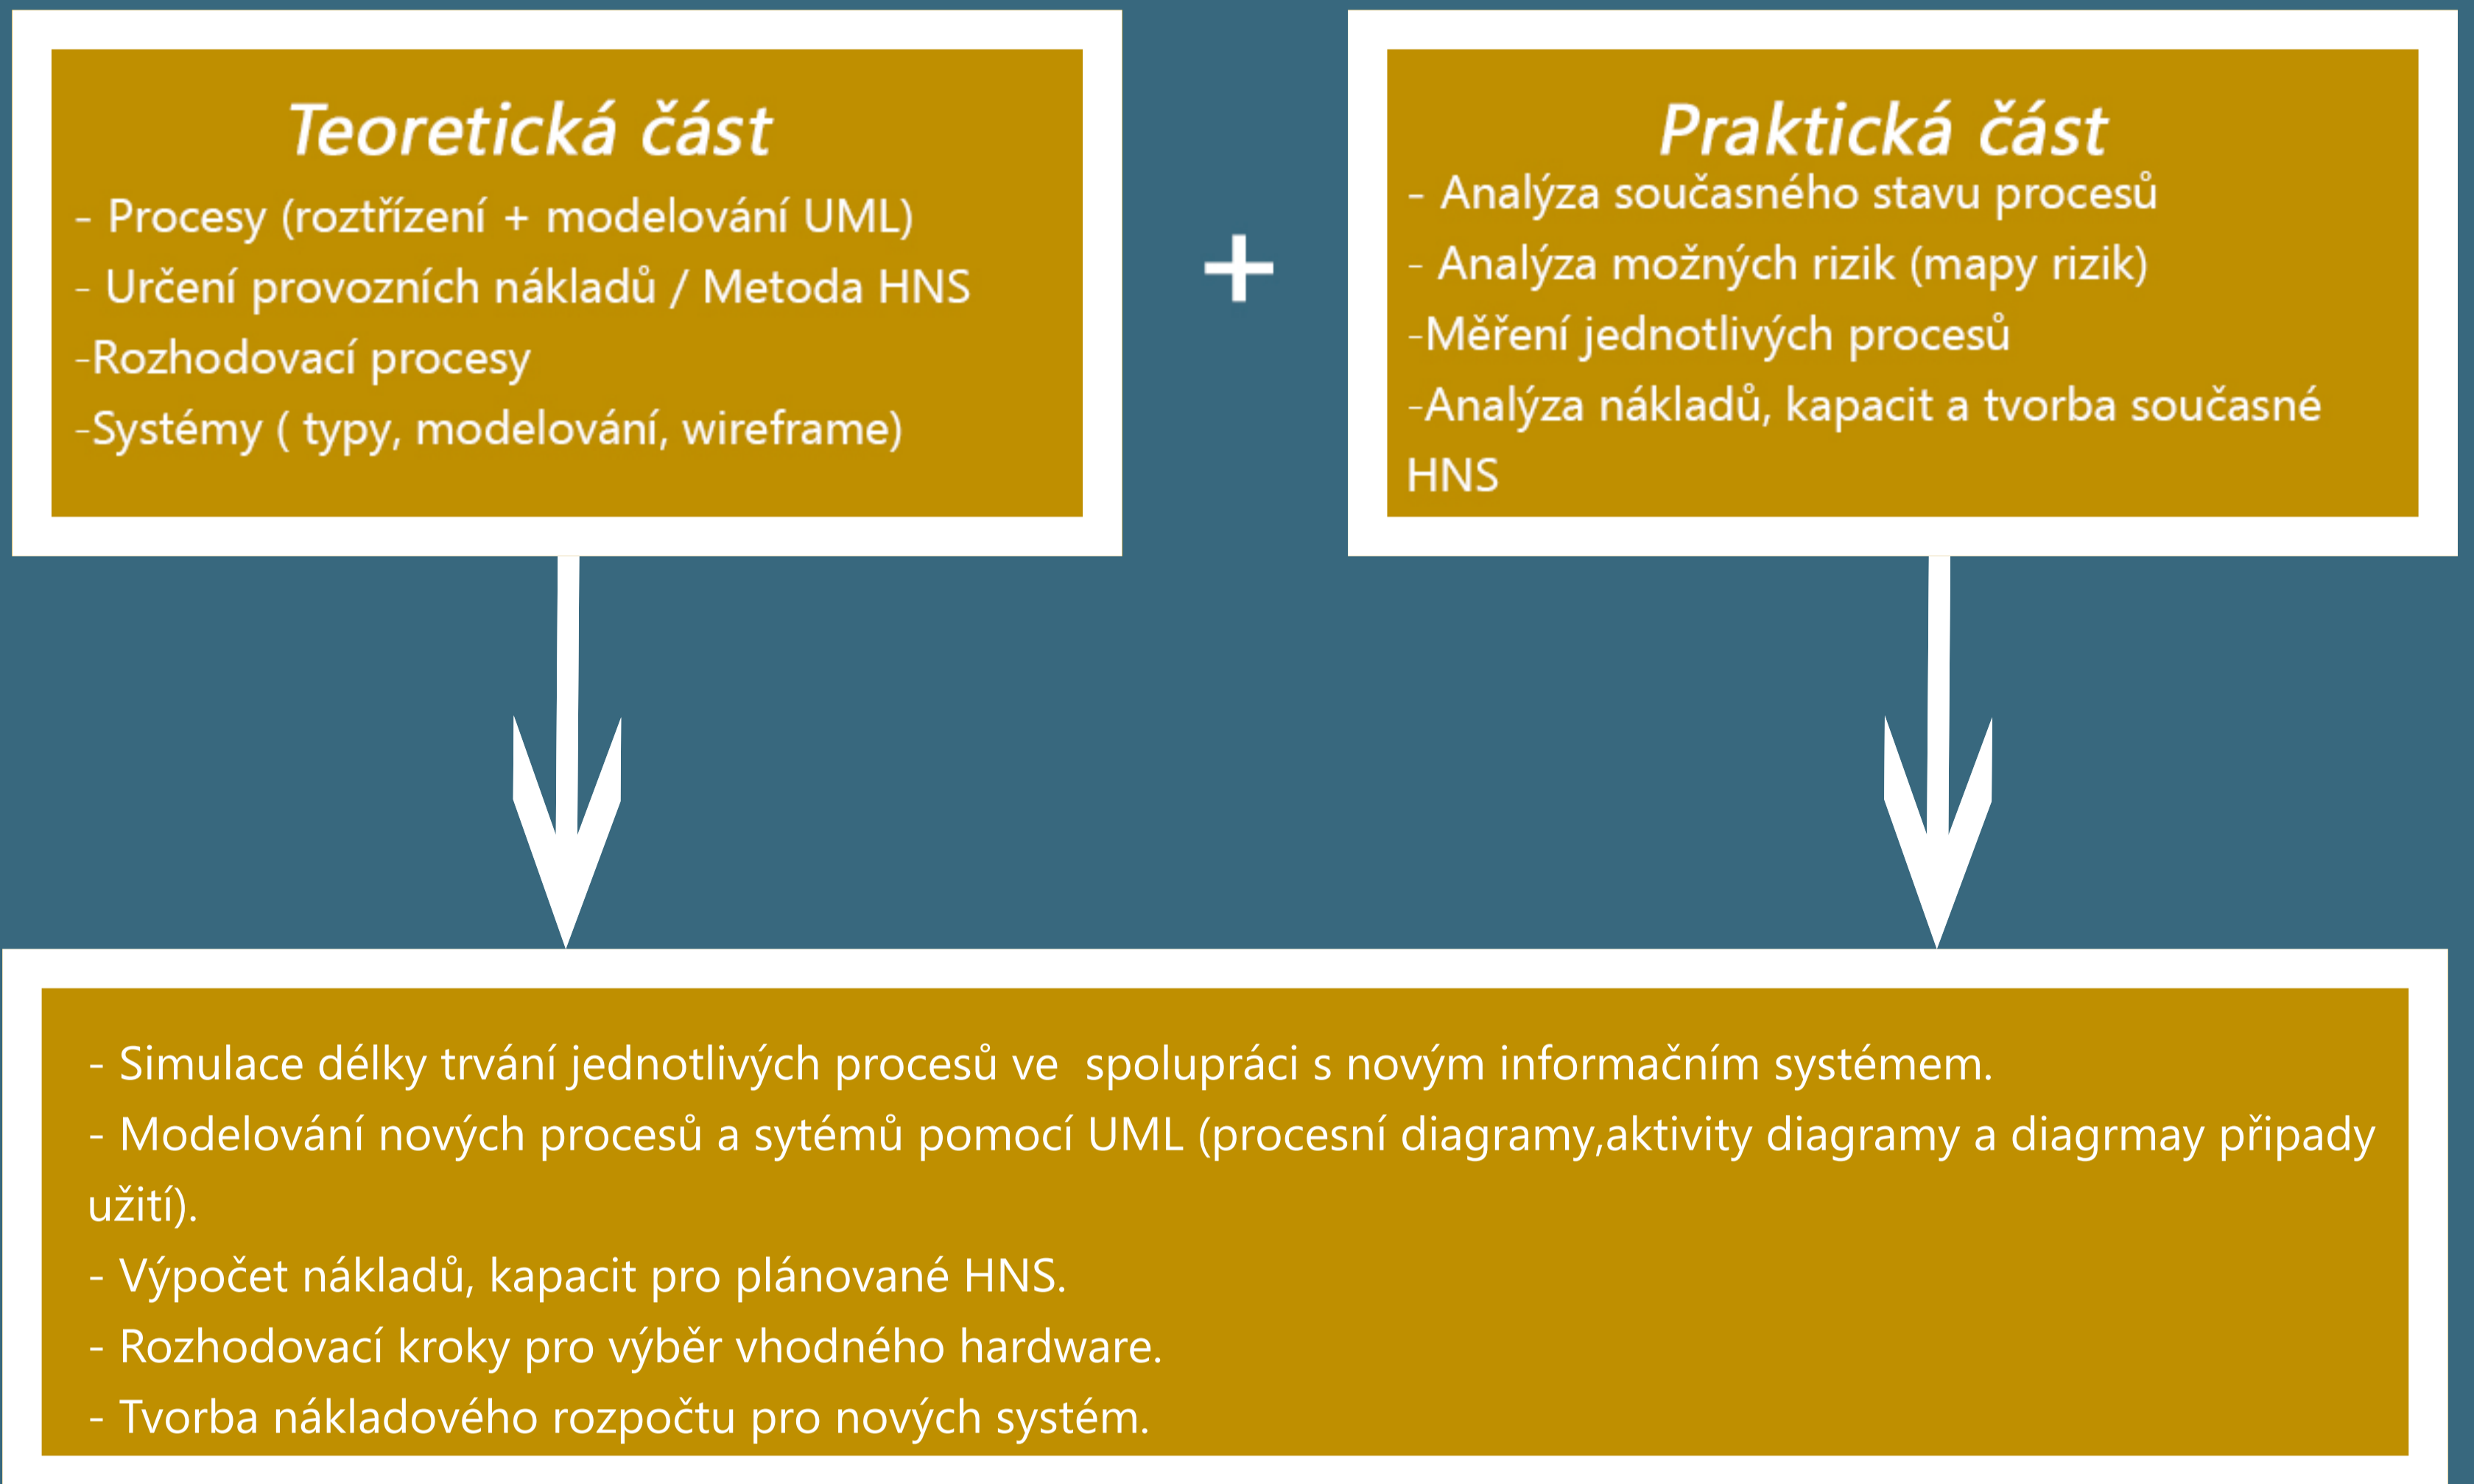 Teoretická část
- Procesy (roztřízení + modelování UML)
- Určení provozních nákladů / Metoda HNS
-Rozhodovací procesy
-Systémy ( typy, modelování, wireframe)
+
Praktická část
- Analýza současného stavu procesů
- Analýza možných rizik (mapy rizik)
-Měření jednotlivých procesů
-Analýza nákladů, kapacit a tvorba současné
HNS
- Simulace délky trvání jednotlivých procesů ve  spolupráci s novým informačním systémem.
- Modelování nových procesů a sytémů pomocí UML (procesní diagramy,aktivity diagramy a diagrmay připady
užití).
- Výpočet nákladů, kapacit pro plánované HNS.
- Rozhodovací kroky pro výběr vhodného hardware.
- Tvorba nákladového rozpočtu pro nových systém.